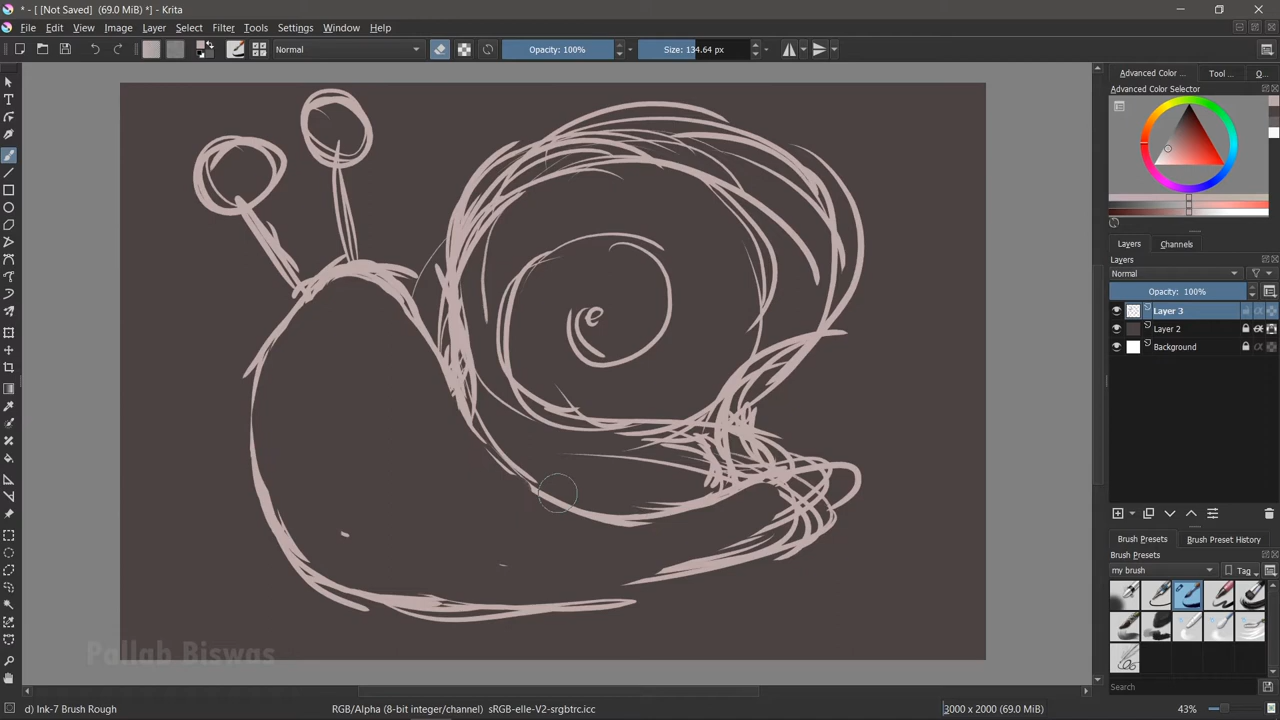 * - [ [Not Saved]  (69.0 MiB) *] - Krita
File Edit View Image Layer Select Filter Tools Settings Window Help
Normal Opacity: 100% Size: 134.64 px
Advanced Color ... Tool ... O...
Advanced Color Selector
Layers Channels
Layers
Normal
Opacity:  100%
Layer 3
Layer 2
Background
Brush Presets Brush Preset History
Brush Presets
my brush Tag
Search
Pallab Biswas
d) Ink-7 Brush Rough RGB/Alpha (8-bit integer/channel)  sRGB-elle-V2-srgbtrc.icc 3000 x 2000 (69.0 MiB) 43%